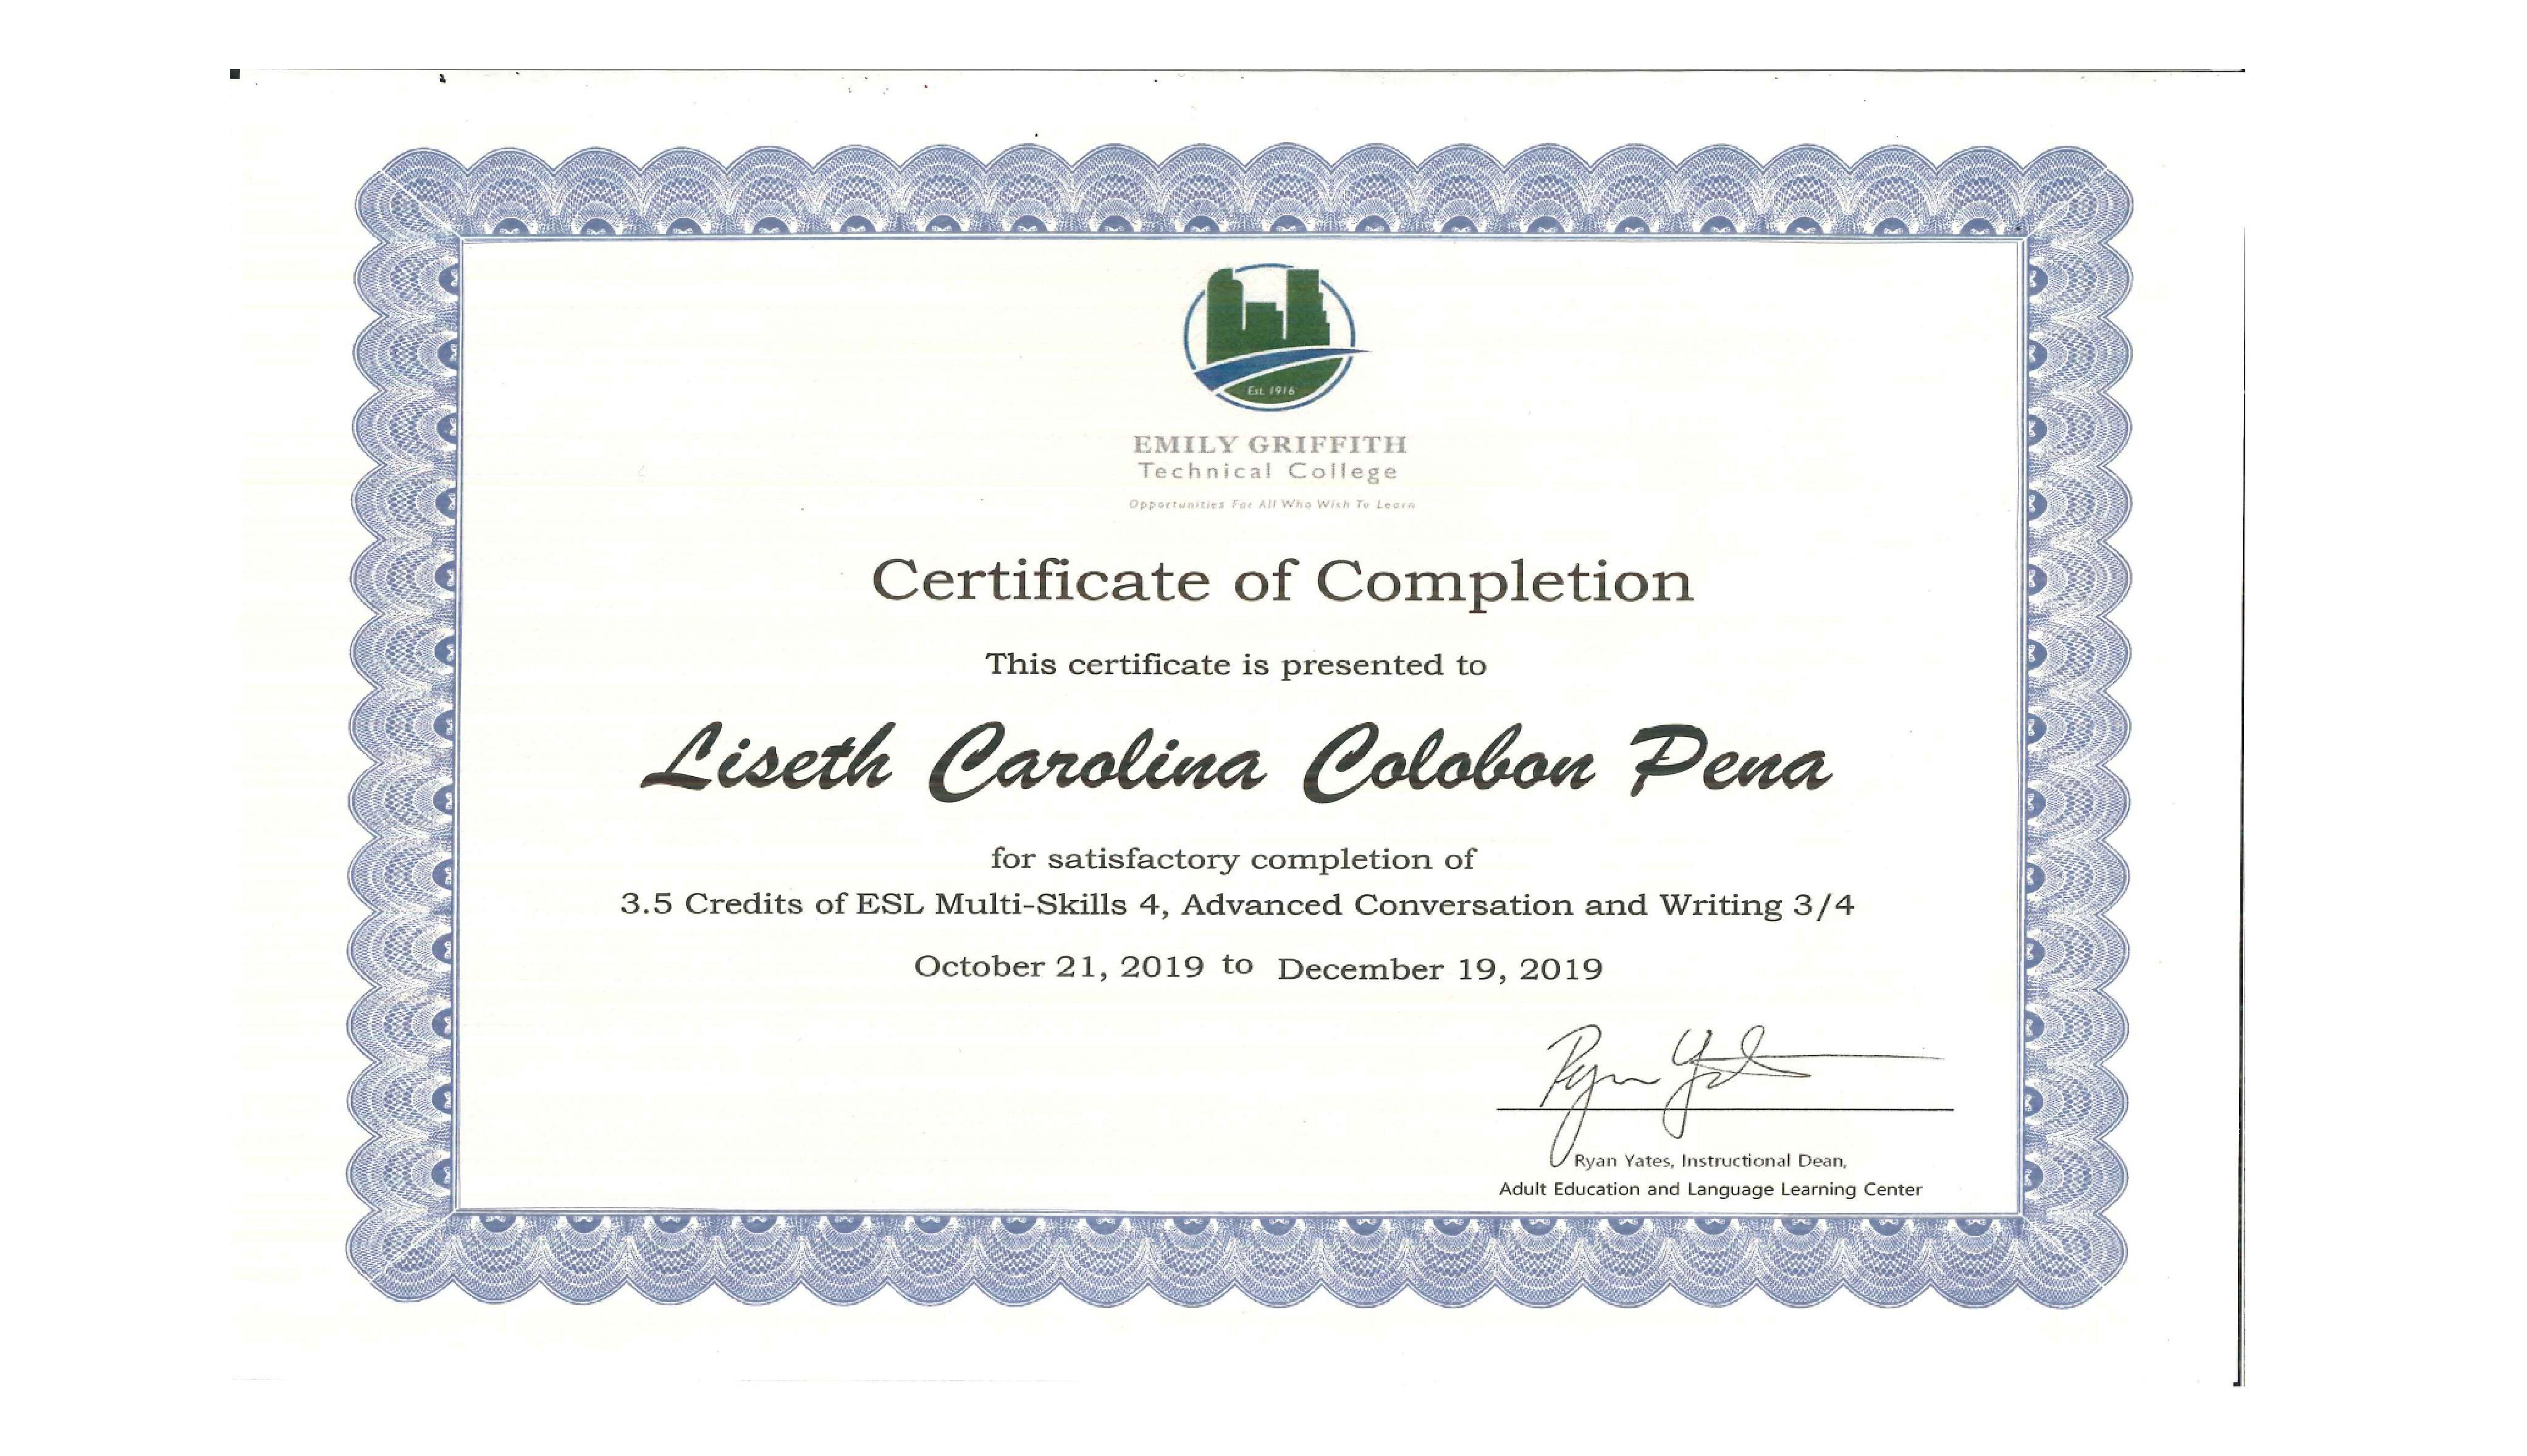 Est. 1916
EMILY GRIFFITH
Technical College
Opportunities For All Who Wish To Learn
Certificate of Completion
This certificate is presented to
Liseth Carolina Colobon Pena
for satisfactory completion of
3.5 Credits of ESL Multi-Skills 4, Advanced Conversation and Writing 3/4
October 21, 2019 to December 19, 2019
Ryan Yates
Ryan Yates, Instructional Dean,
Adult Education and Language Learning Center